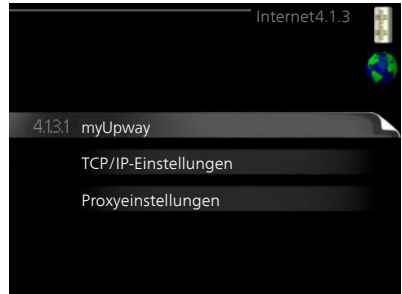 Internet4.1.3
4.1.3.1 myUpway
TCP/IP-Einstellungen
Proxyeinstellungen